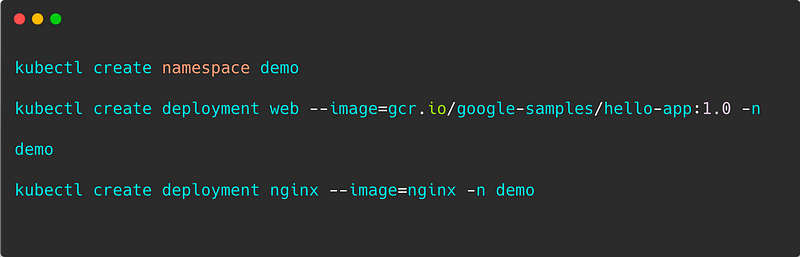 kubectl create namespace demo
kubectl create deployment web --image=gcr.io/google-samples/hello-app:1.0 -n
demo
kubectl create deployment nginx --image=nginx -n demo